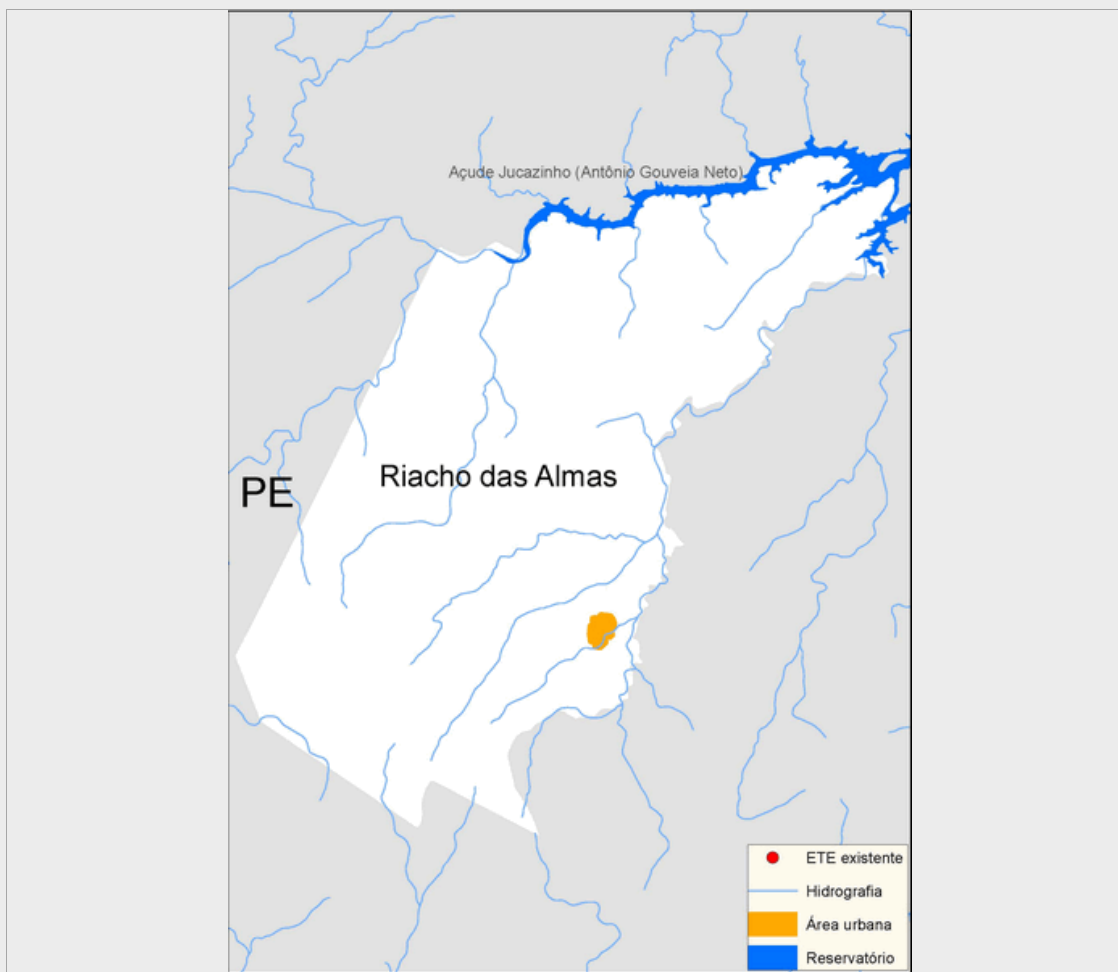 Açude Jucazinho (Antônio Gouveia Neto)
Riacho das Almas
PE
ETE existente
Hidrografia
Área urbana
Reservatório